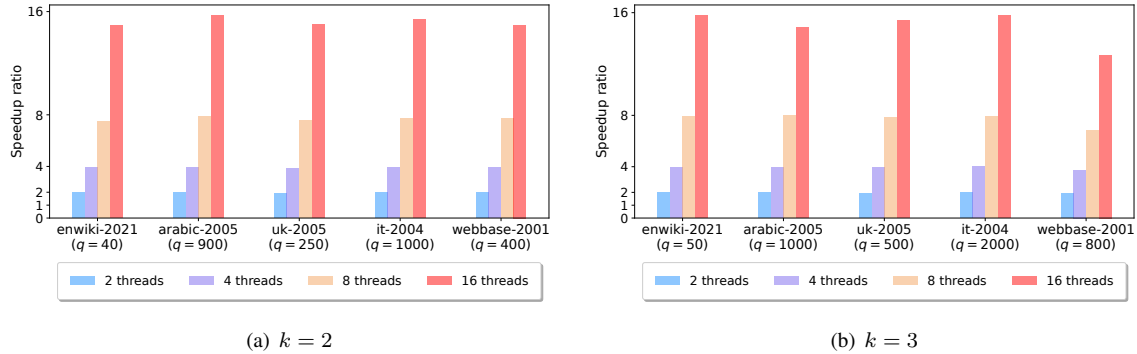 Speedup ratio
16
8
4
2
1
0
enwiki-2021 arabic-2005 uk-2005 it-2004 webbase-2001
(q = 40) (q = 900) (q = 250) (q = 1000) (q = 400)
2 threads 4 threads 8 threads 16 threads
(a) k = 2
Speedup ratio
16
8
4
2
1
0
enwiki-2021 arabic-2005 uk-2005 it-2004 webbase-2001
(q = 50) (q = 1000) (q = 500) (q = 2000) (q = 800)
2 threads 4 threads 8 threads 16 threads
(b) k = 3